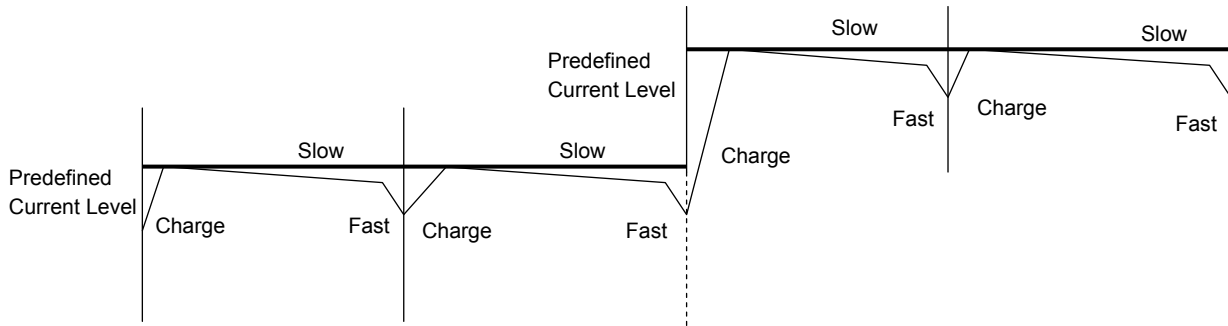 Slow
Slow
Predefined
Current Level
Fast
Charge
Fast
Charge
Slow
Slow
Predefined
Current Level
Charge
Fast
Charge
Fast